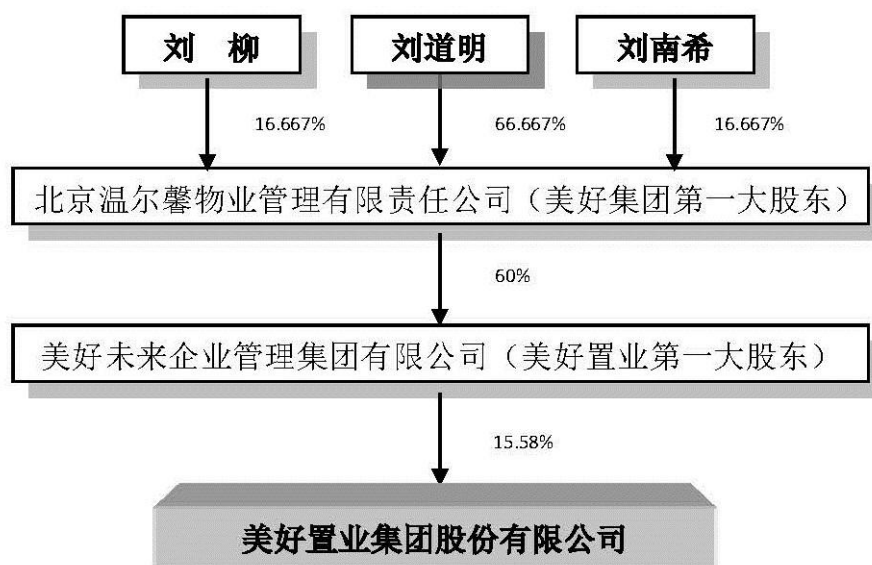 刘　柳
刘道明
刘南希
16.667%
66.667%
16.667%
北京温尔馨物业管理有限责任公司（美好集团第一大股东）
60%
美好未来企业管理集团有限公司（美好置业第一大股东）
15.58%
美好置业集团股份有限公司